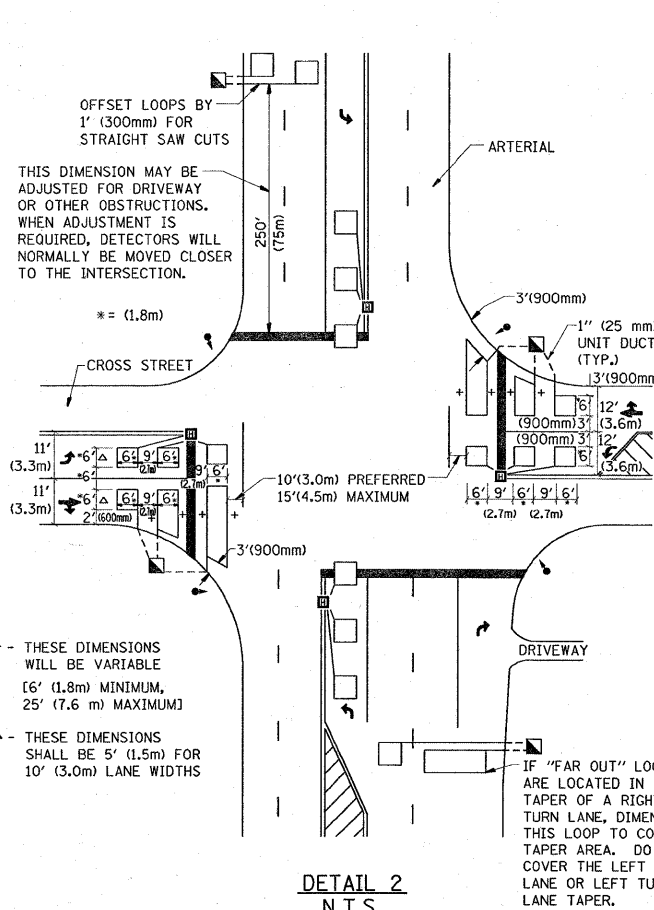 OFFSET LOOPS BY
1' (300mm) FOR
STRAIGHT SAW CUTS
ARTERIAL
THIS DIMENSION MAY BE
ADJUSTED FOR DRIVEWAY
OR OTHER OBSTRUCTIONS.
WHEN ADJUSTMENT IS
REQUIRED, DETECTORS WILL
NORMALLY BE MOVED CLOSER
TO THE INTERSECTION.
250'
(75m)
*= (1.8m)
3'(900mm)
1" (25 mm
UNIT DUCT
(TYP.)
CROSS STREET
3'(900mm
6' 12'
(3.6m)
(900mm) 3'
(900mm) 3' 12'
6'
(3.6m)
H
H
H
H
11'
(3.3m)
*6' 6' 9' 6'
(2.7m)
*6'
9' 6'
(2.7m) *
11'
(3.3m)
*6' 6' 9' 6'
(2.7m)
2' (600mm)
10'(3.0m) PREFERRED
15'(4.5m) MAXIMUM
6' 9' 6' 9' 6'
* (2.7m) * (2.7m) *
3'(900mm)
- THESE DIMENSIONS
WILL BE VARIABLE
[6' (1.8m) MINIMUM,
25' (7.6 m) MAXIMUM]
DRIVEWAY
- THESE DIMENSIONS
SHALL BE 5' (1.5m) FOR
10' (3.0m) LANE WIDTHS
IF "FAR OUT" LOO
ARE LOCATED IN
TAPER OF A RIGH
TURN LANE, DIMEN
THIS LOOP TO CO
TAPER AREA. DO
COVER THE LEFT
LANE OR LEFT TU
LANE TAPER.
DETAIL 2
N.T.S.